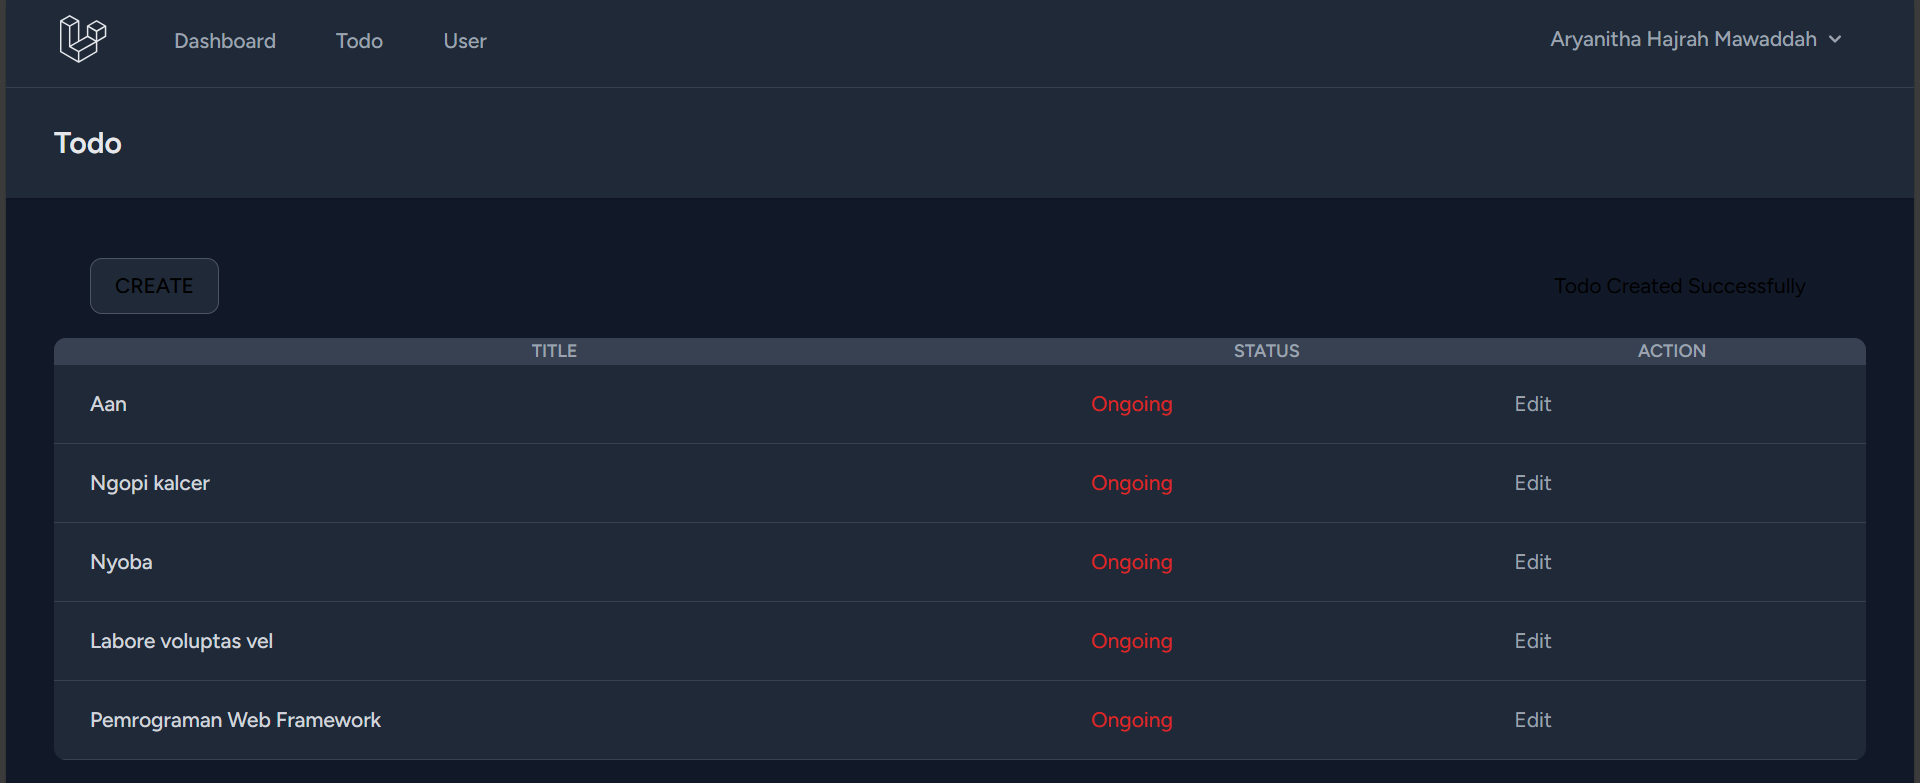 Dashboard Todo User Aryanitha Hajrah Mawaddah
Todo
CREATE Todo Created Successfully
TITLE STATUS ACTION
Aan Ongoing Edit
Ngopi kalcer Ongoing Edit
Nyoba Ongoing Edit
Labore voluptas vel Ongoing Edit
Pemrograman Web Framework Ongoing Edit